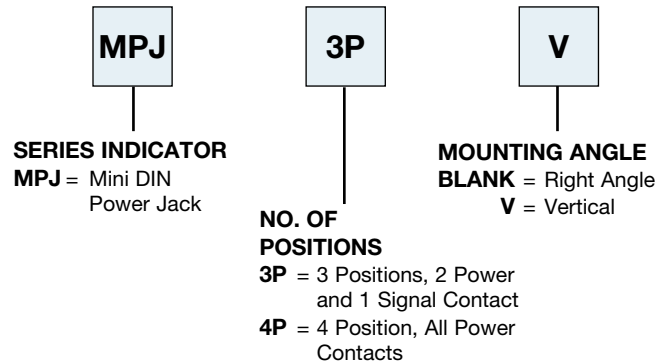 MPJ 3P V
SERIES INDICATOR
MPJ = Mini DIN
Power Jack
NO. OF
POSITIONS
3P = 3 Positions, 2 Power
and 1 Signal Contact
4P = 4 Position, All Power
Contacts
MOUNTING ANGLE
BLANK = Right Angle
V = Vertical